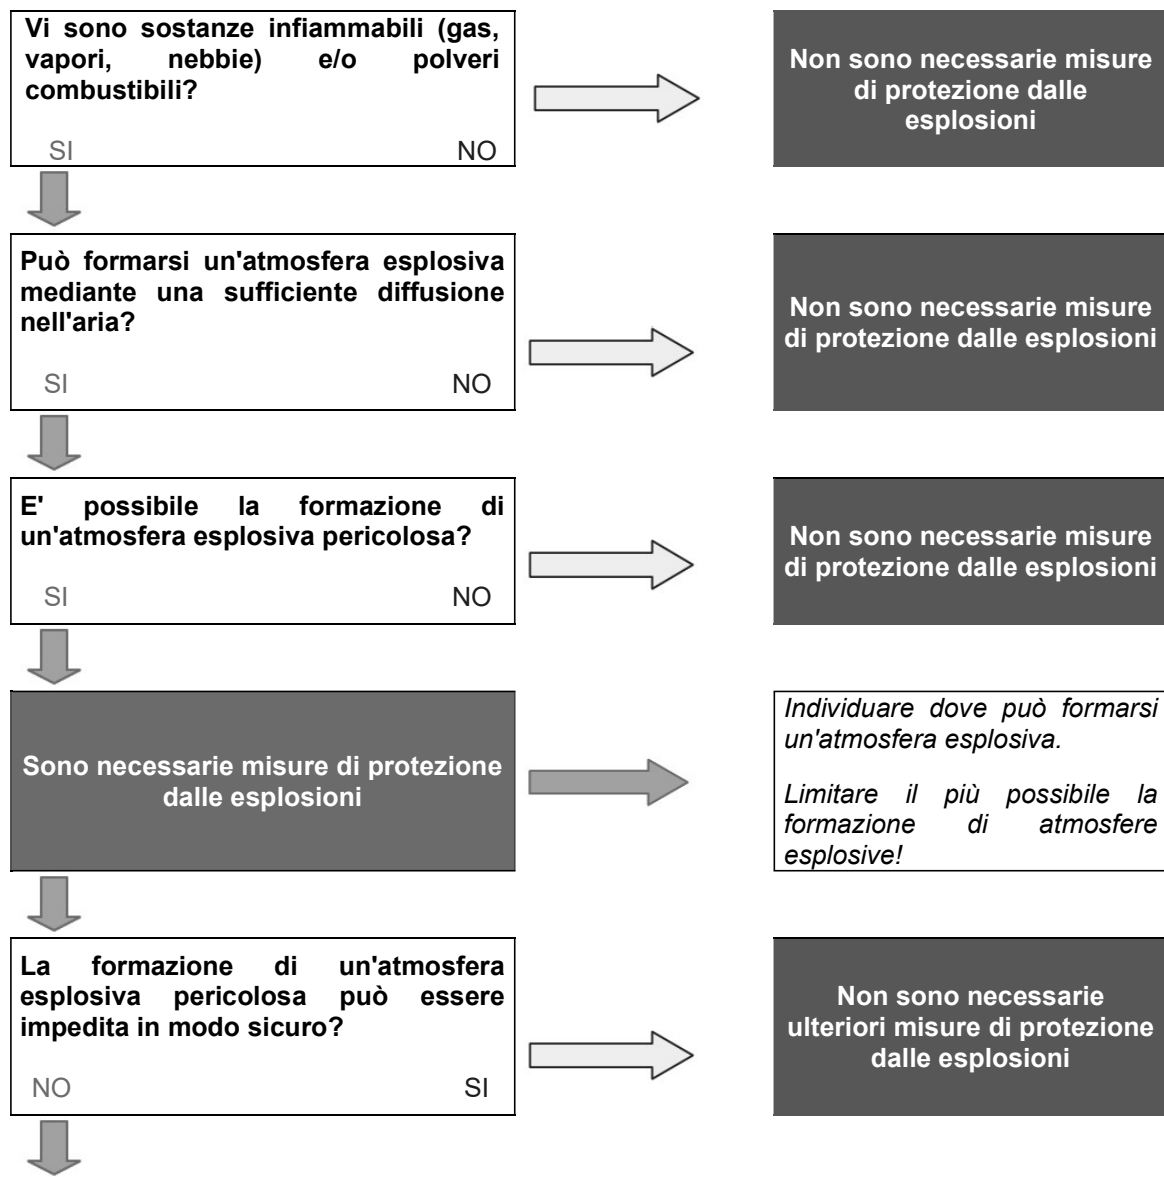 Vi sono sostanze infiammabili (gas,
vapori, nebbie) e/o polveri
combustibili?
SI NO
Non sono necessarie misure
di protezione dalle
esplosioni
Può formarsi un'atmosfera esplosiva
mediante una sufficiente diffusione
nell'aria?
SI NO
Non sono necessarie misure
di protezione dalle esplosioni
E' possibile la formazione di
un'atmosfera esplosiva pericolosa?
SI NO
Non sono necessarie misure
di protezione dalle esplosioni
Sono necessarie misure di protezione
dalle esplosioni
Individuare dove può formarsi
un'atmosfera esplosiva.
Limitare il più possibile la
formazione di atmosfere
esplosive!
La formazione di un'atmosfera
esplosiva pericolosa può essere
impedita in modo sicuro?
NO SI
Non sono necessarie
ulteriori misure di protezione
dalle esplosioni